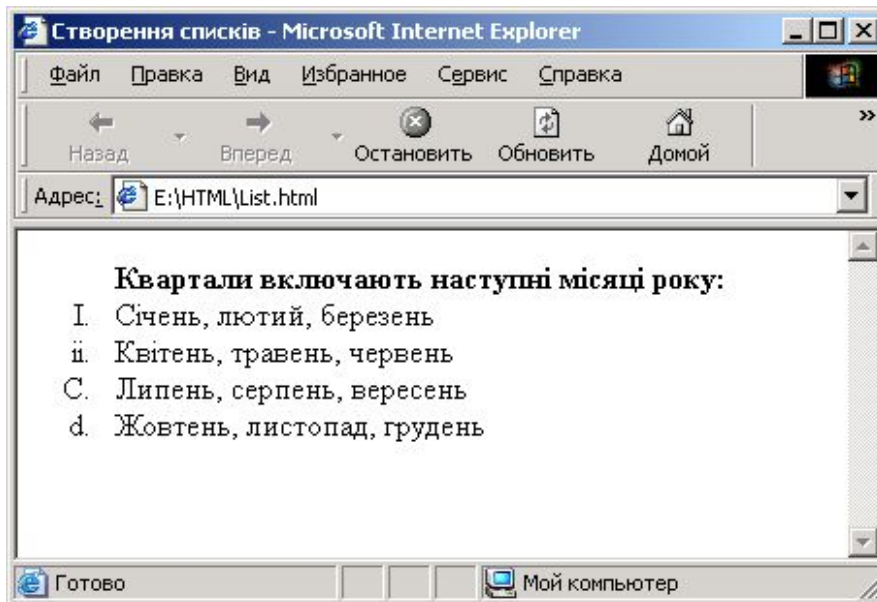 Створення списків - Microsoft Internet Explorer
Файл Правка Вид Избранное Сервис Справка
Назад Вперед Остановить Обновить Домой »
Адрес: E:\HTML\List.html
Квартали включають наступні місяці року:
I. Січень, лютий, березень
ii. Квітень, травень, червень
C. Липень, серпень, вересень
d. Жовтень, листопад, грудень
Готово Мой компьютер